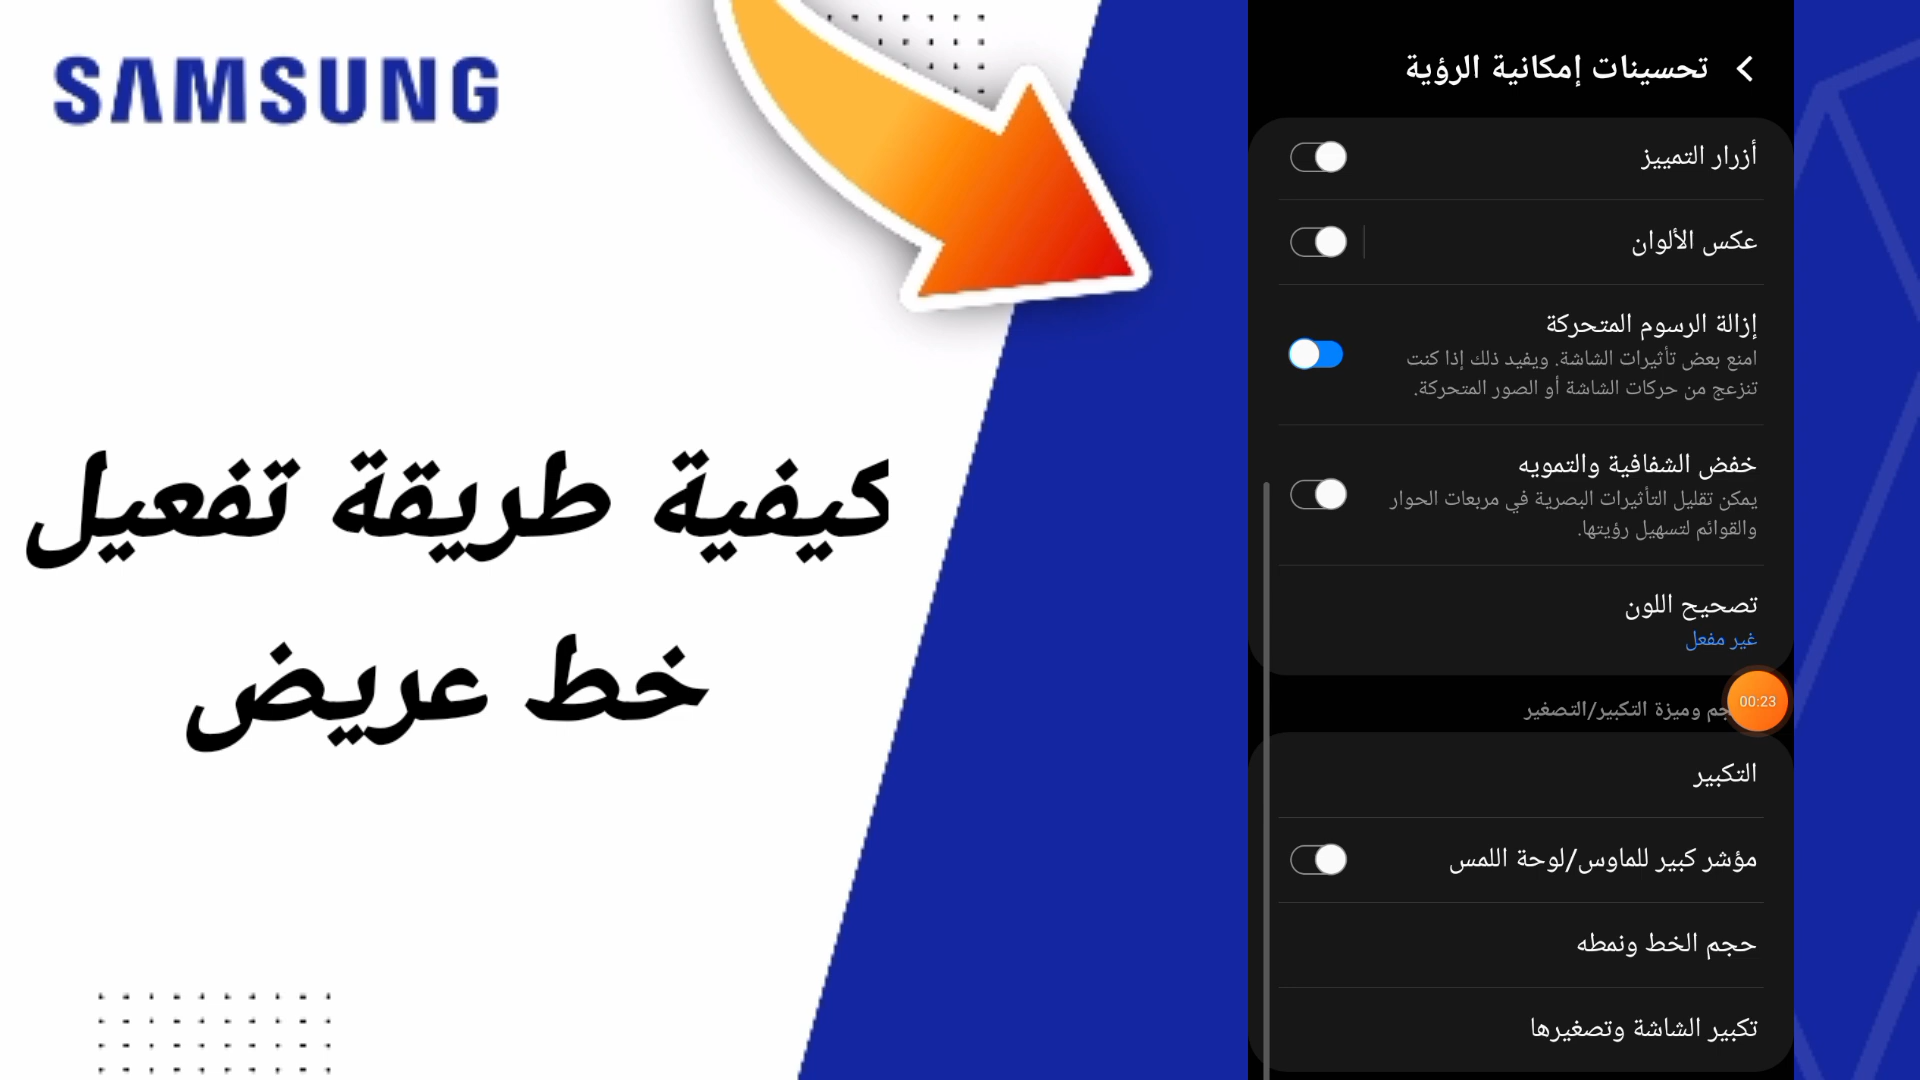 SAMSUNG
كيفية طريقة تفعيل
خط عريض
تحسينات إمكانية الرؤية
أزرار التمييز
عكس الألوان
إزالة الرسوم المتحركة
امنع بعض تأثيرات الشاشة. ويفيد ذلك إذا كنت
تنزعج من حركات الشاشة أو الصور المتحركة.
خفض الشفافية والتمويه
يمكن تقليل التأثيرات البصرية في مربعات الحوار
والقوائم لتسهيل رؤيتها.
تصحيح اللون
غير مفعل
00:23
وميزة التكبير/التصغير
التكبير
مؤشر كبير للماوس/لوحة اللمس
حجم الخط ونمطه
تكبير الشاشة وتصغيرها